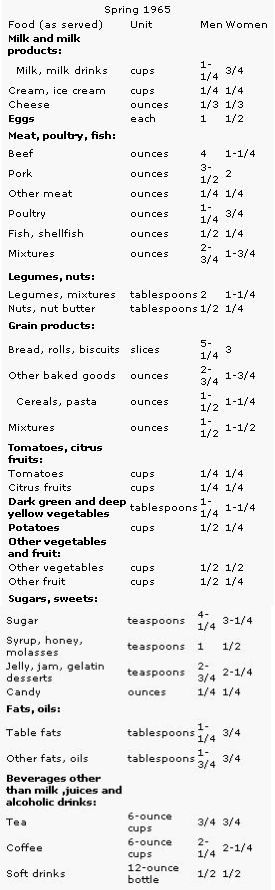 Spring 1965
Food (as served) Unit Men Women
Milk and milk
products:
Milk, milk drinks cups 1-1/4 3/4
Cream, ice cream cups 1/4 1/4
Cheese ounces 1/3 1/3
Eggs each 1 1/2
Meat, poultry, fish:
Beef ounces 4 1-1/4
Pork ounces 3-1/2 2
Other meat ounces 1/4 1/4
Poultry ounces 1-1/4 3/4
Fish, shellfish ounces 1/2 1/4
Mixtures ounces 2-3/4 1-3/4
Legumes, nuts:
Legumes, mixtures tablespoons 2 1-1/4
Nuts, nut butter tablespoons 1/2 1/4
Grain products:
Bread, rolls, biscuits slices 5-1/4 3
Other baked goods ounces 2-3/4 1-3/4
Cereals, pasta ounces 1-1/2 1-1/4
Mixtures ounces 1-1/2 1-1/2
Tomatoes, citrus
fruits:
Tomatoes cups 1/4 1/4
Citrus fruits cups 1/4 1/4
Dark green and deep
yellow vegetables tablespoons 1-1/4 1-1/4
Potatoes cups 1/2 1/4
Other vegetables
and fruit:
Other vegetables cups 1/2 1/2
Other fruit cups 1/2 1/4
Sugars, sweets:
Sugar teaspoons 4-1/4 3-1/4
Syrup, honey,
molasses teaspoons 1 1/2
Jelly, jam, gelatin
desserts teaspoons 2-3/4 2-1/4
Candy ounces 1/4 1/4
Fats, oils:
Table fats tablespoons 1-1/4 3/4
Other fats, oils tablespoons 1-3/4 3/4
Beverages other
than milk ,juices and
alcoholic drinks:
Tea 6-ounce cups 3/4 3/4
Coffee 6-ounce cups 2-1/4 2-1/4
Soft drinks 12-ounce bottle 1/2 1/2